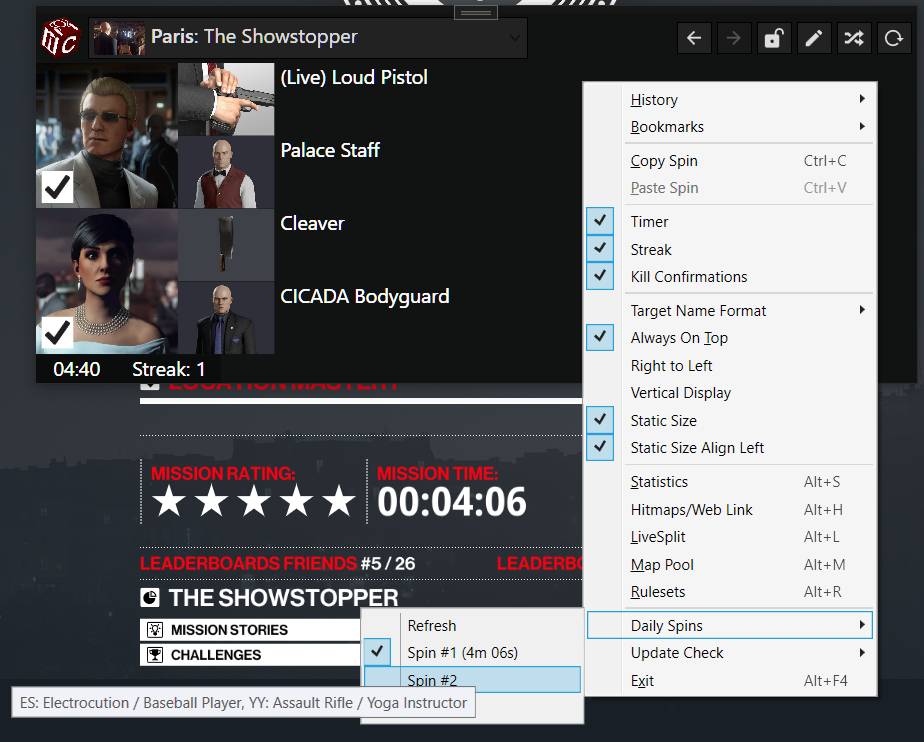 Paris: The Showstopper
(Live) Loud Pistol
Palace Staff
Cleaver
CICADA Bodyguard
04:40 Streak: 1
History
Bookmarks
Copy Spin Ctrl+C
Paste Spin Ctrl+V
Timer
Streak
Kill Confirmations
Target Name Format
Always On Top
Right to Left
Vertical Display
Static Size
Static Size Align Left
Statistics Alt+S
Hitmaps/Web Link Alt+H
LiveSplit Alt+L
Map Pool Alt+M
Rulesets Alt+R
Daily Spins
Update Check
Exit Alt+F4
LOCATION MASTERY
MISSION RATING: MISSION TIME:
00:04:06
LEADERBOARDS FRIENDS #5 / 26 LEADERBO
THE SHOWSTOPPER
MISSION STORIES
CHALLENGES
Refresh
Spin #1 (4m 06s)
Spin #2
ES: Electrocution / Baseball Player, YY: Assault Rifle / Yoga Instructor